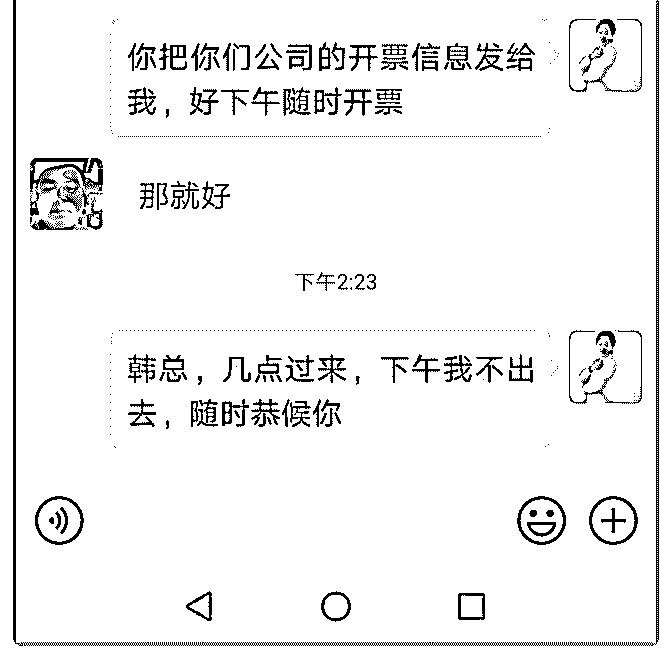 你把你们公司的开票信息发给
我，好下午随时开票
那就好
下午2:23
韩总，几点过来，下午我不出
去，随时恭候你